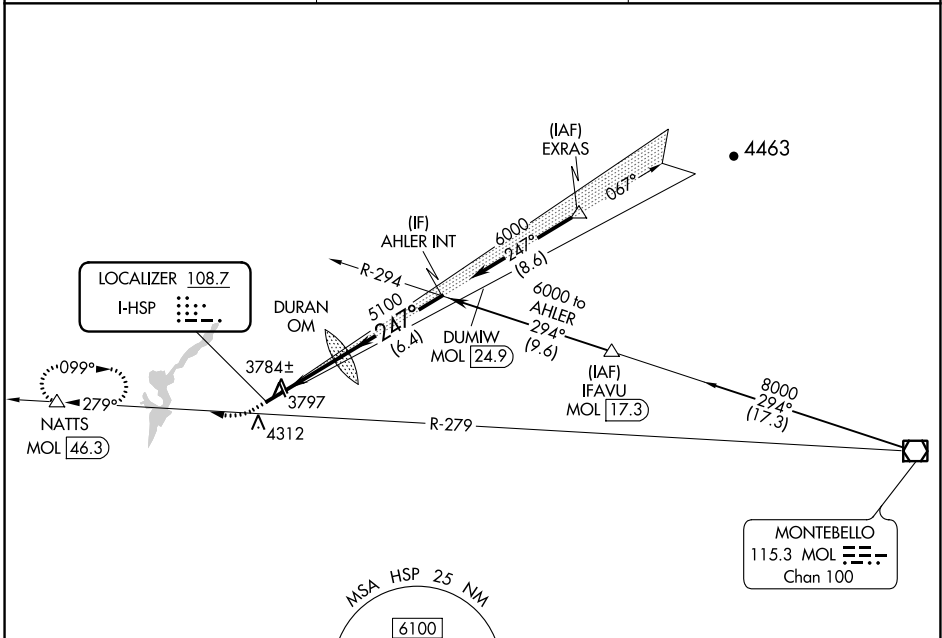 (IAF)
EXRAS
4463
067°
(IF)
AHLER INT
6000
247°
(8.6)
R-294
LOCALIZER 108.7
I-HSP
DURAN
OM
5100
247°
(6.4)
DUMIW
MOL 24.9
6000 to
AHLER
294°
(9.6)
(IAF)
IFAVU
MOL 17.3
8000
294°
(17.3)
3784±
3797
099°
279°
NATTS
MOL 46.3
4312
R-279
MONTEBELLO
115.3 MOL
Chan 100
MSA HSP 25 NM
6100